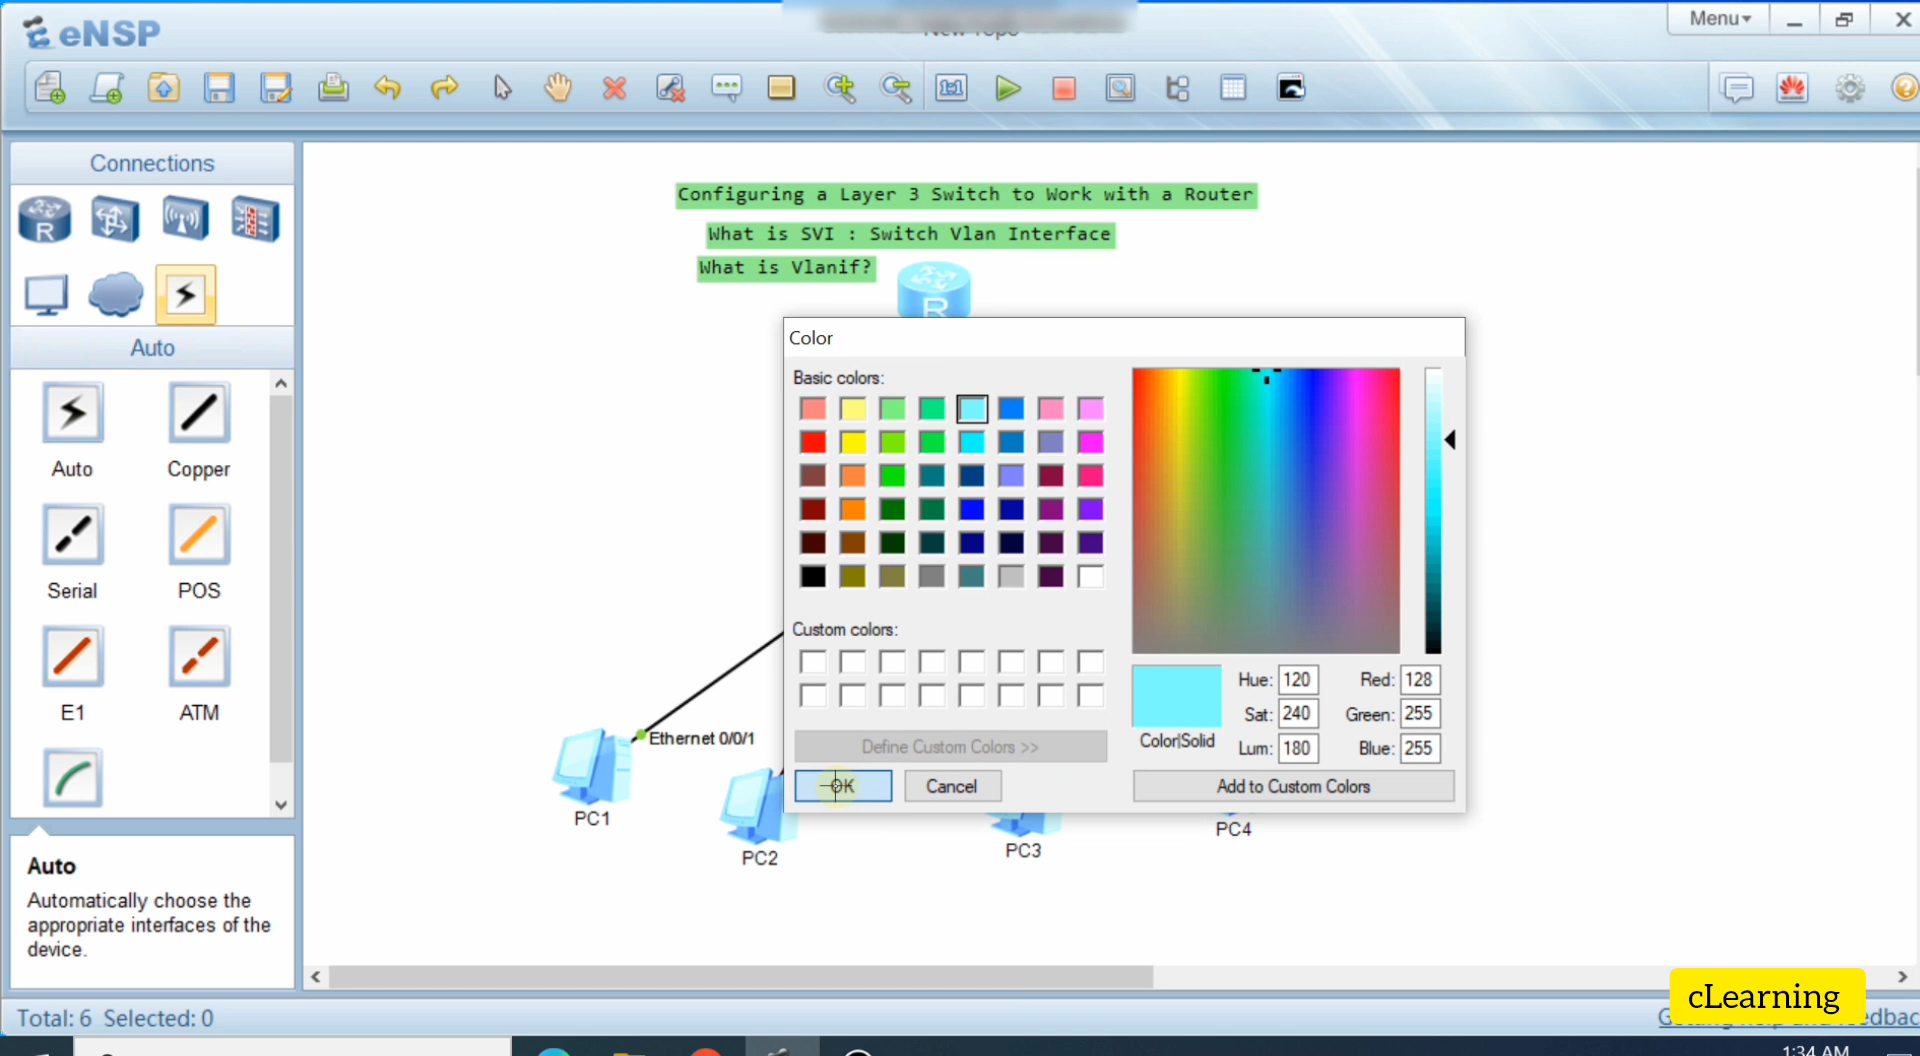 eNSP
Menu
Connections
R
Auto
Auto
Copper
Serial
POS
E1
ATM
Auto
Automatically choose the
appropriate interfaces of the
device.
Total: 6 Selected: 0
Configuring a Layer 3 Switch to Work with a Router
What is SVI : Switch Vlan Interface
What is Vlanif?
R
Color
Basic colors:
Custom colors:
Define Custom Colors >>
OK
Cancel
Color|Solid
Hue: 120
Sat: 240
Lum: 180
Red: 128
Green: 255
Blue: 255
Add to Custom Colors
Ethernet 0/0/1
PC1
PC2
PC3
PC4
cLearning
1:34 AM